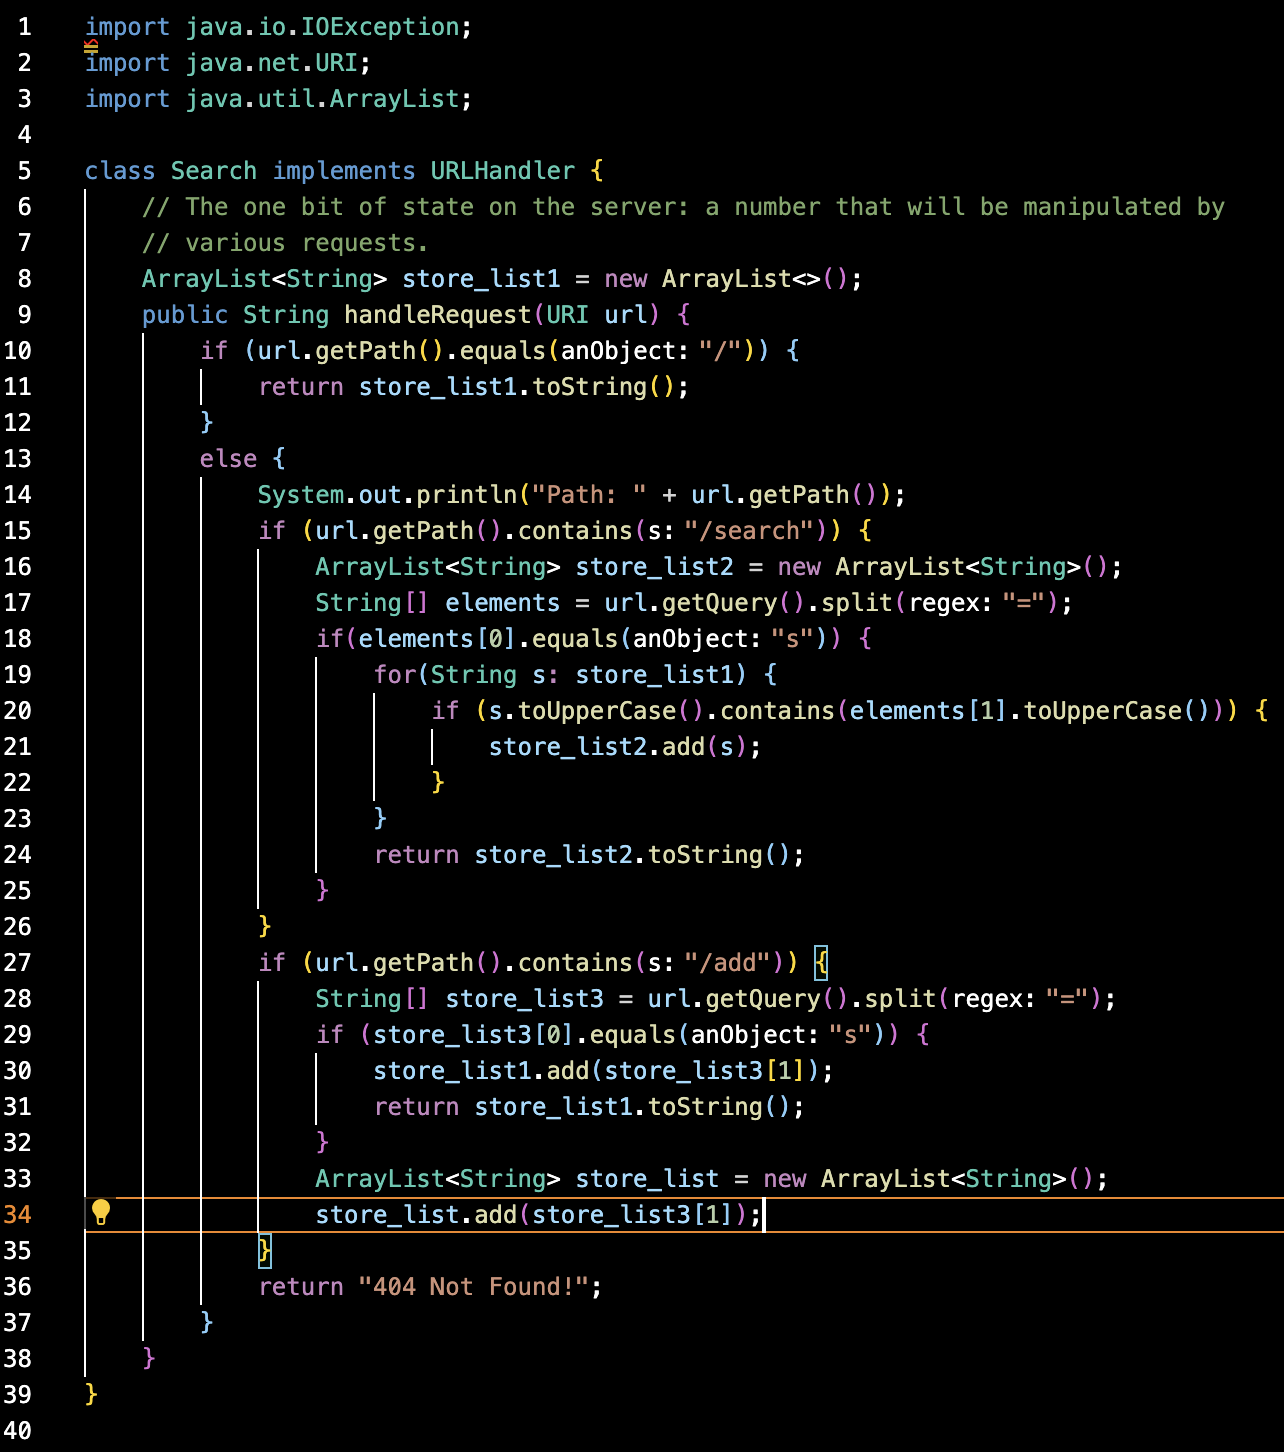 1 import java.io.IOException;
2 import java.net.URI;
3 import java.util.ArrayList;
4
5 class Search implements URLHandler {
6 // The one bit of state on the server: a number that will be manipulated by
7 // various requests.
8 ArrayList<String> store_list1 = new ArrayList<>();
9 public String handleRequest(URI url) {
10 if (url.getPath().equals(anObject: "/")) {
11 return store_list1.toString();
12 }
13 else {
14 System.out.println("Path: " + url.getPath());
15 if (url.getPath().contains(s: "/search")) {
16 ArrayList<String> store_list2 = new ArrayList<String>();
17 String[] elements = url.getQuery().split(regex: "=");
18 if(elements[0].equals(anObject: "s")) {
19 for(String s: store_list1) {
20 if (s.toUpperCase().contains(elements[1].toUpperCase())) {
21 store_list2.add(s);
22 }
23 }
24 return store_list2.toString();
25 }
26 }
27 if (url.getPath().contains(s: "/add")) {
28 String[] store_list3 = url.getQuery().split(regex: "=");
29 if (store_list3[0].equals(anObject: "s")) {
30 store_list1.add(store_list3[1]);
31 return store_list1.toString();
32 }
33 ArrayList<String> store_list = new ArrayList<String>();
34 store_list.add(store_list3[1]);
35 }
36 return "404 Not Found!";
37 }
38 }
39 }
40